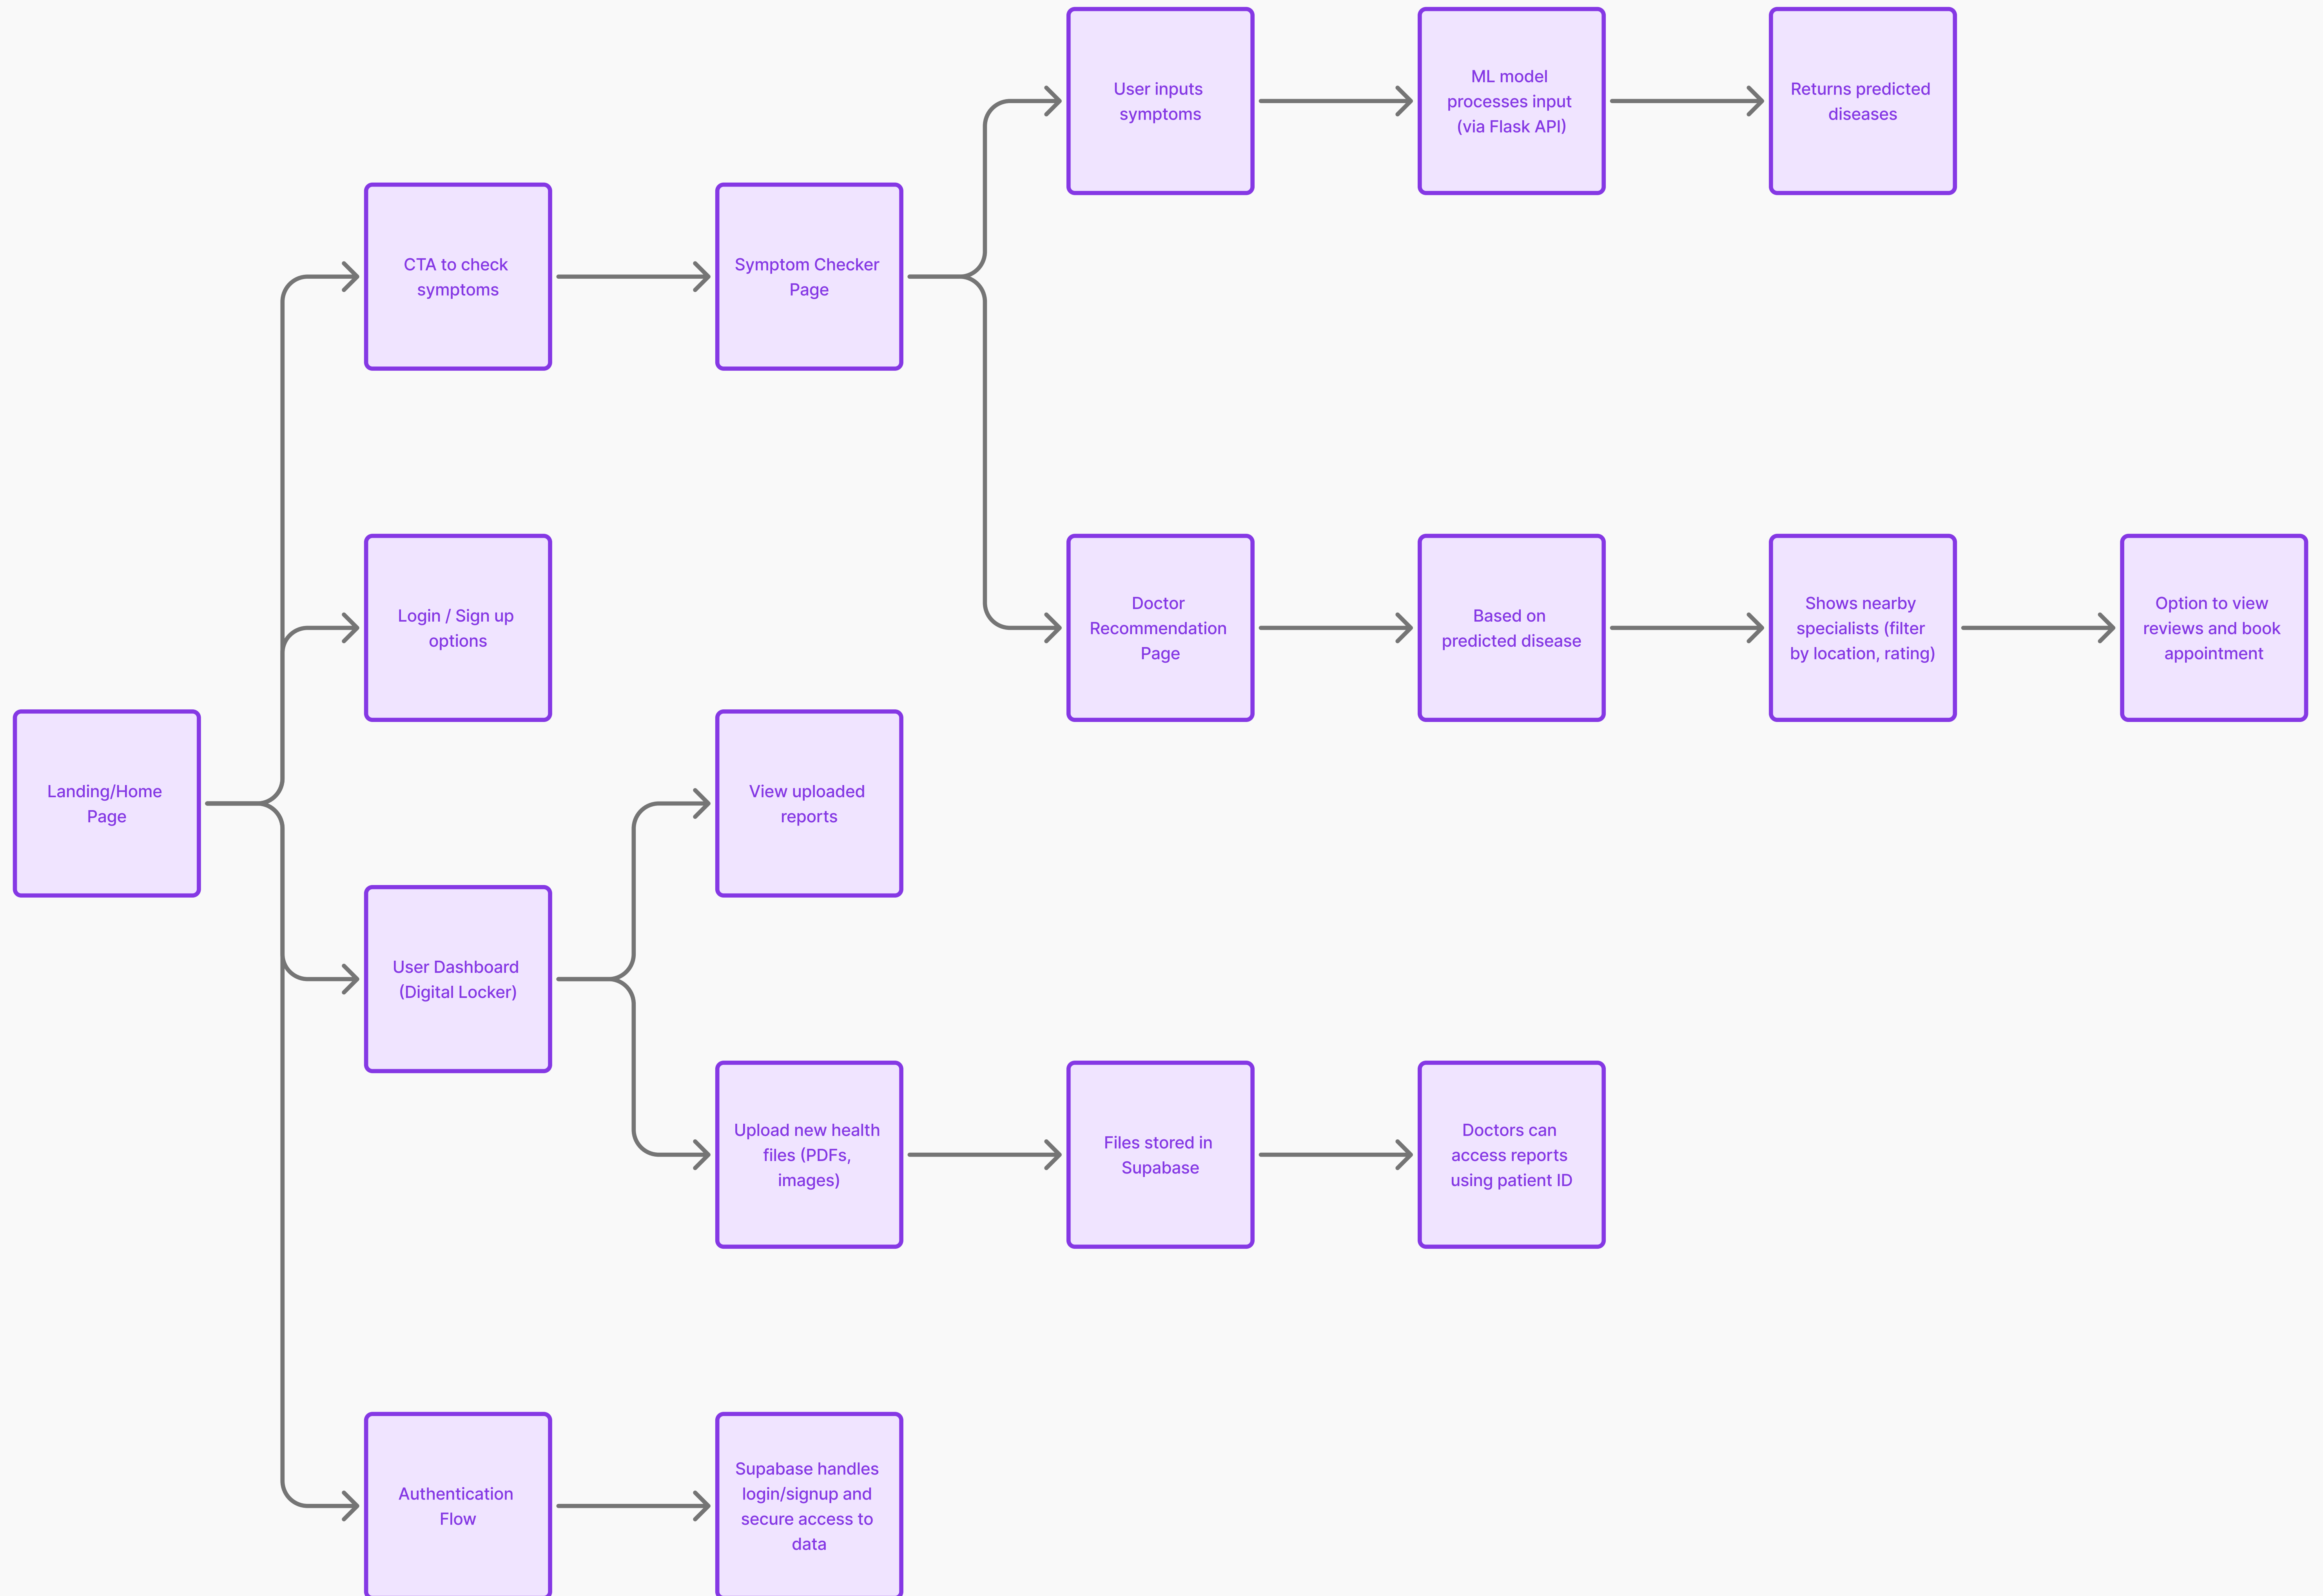 User inputs
symptoms
ML model
processes input
(via Flask API)
Returns predicted
diseases
CTA to check
symptoms
Symptom Checker
Page
Login / Sign up
options
Doctor
Recommendation
Page
Based on
predicted disease
Shows nearby
specialists (filter
by location, rating)
Option to view
reviews and book
appointment
Landing/Home
Page
View uploaded
reports
User Dashboard
(Digital Locker)
Upload new health
files (PDFs,
images)
Files stored in
Supabase
Doctors can
access reports
using patient ID
Authentication
Flow
Supabase handles
login/signup and
secure access to
data